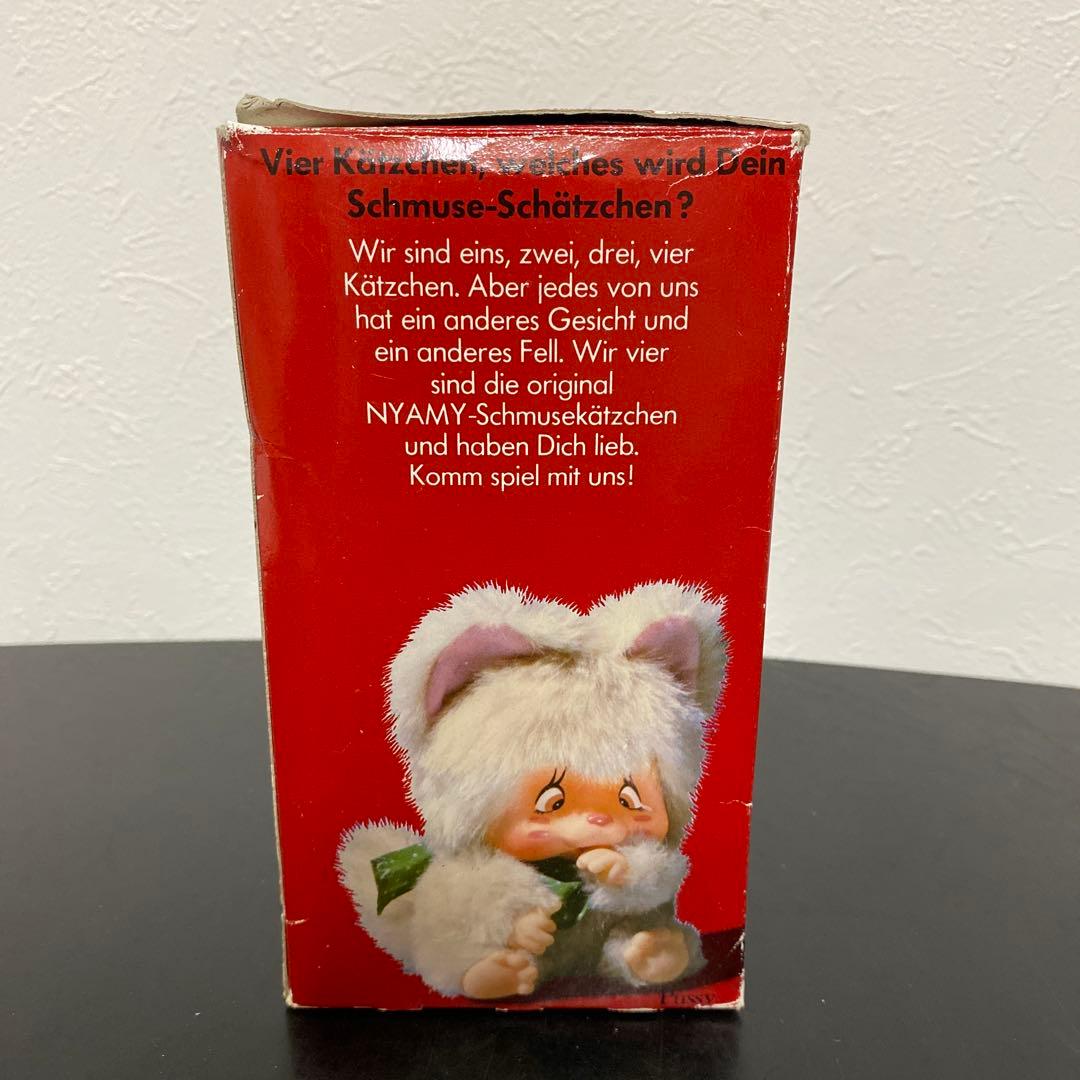 Vier Kätzchen, welches wird Dein
Schmuse-Schätzchen?
Wir sind eins, zwei, drei, vier
Kätzchen. Aber jedes von uns
hat ein anderes Gesicht und
ein anderes Fell. Wir vier
sind die original
NYAMY-Schmusekätzchen
und haben Dich lieb.
Komm spiel mit uns!
Pussy